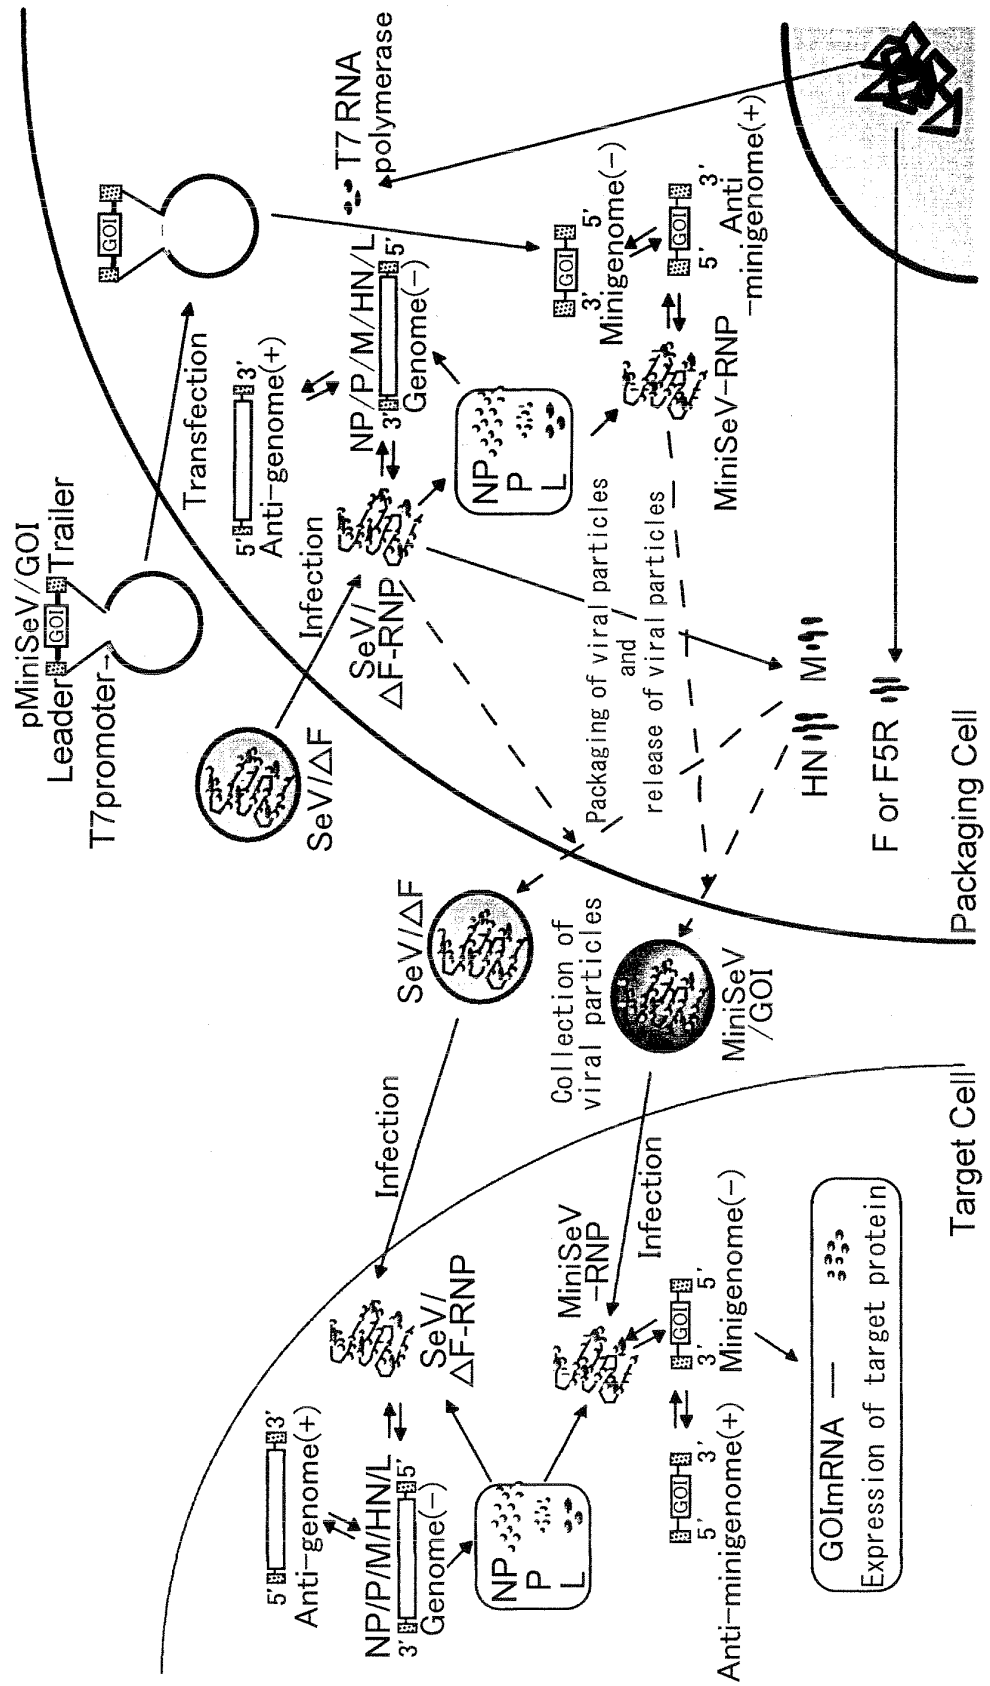 pMiniSeV/GOI
Leader
GOI
Trailer
T7promoter→
Transfection
GOI
SeV/△F
Infection
SeV/
△F-RNP
5'
3'
Anti-genome(+)
NP/P/M/HN/L
3'
5'
Genome(-)
T7 RNA
polymerase
NP
P
L
GOI
3'
5'
Minigenome(-)
GOI
5'
3'
Anti
-minigenome(+)
MiniSeV-RNP
Packaging of viral particles
and
release of viral particles
HN
M
F or F5R
Packaging Cell
SeV/△F
Collection of
viral particles
MiniSeV
/GOI
Infection
Infection
Target Cell
5'
3'
Anti-genome(+)
NP/P/M/HN/L
3'
5'
Genome(-)
SeV/
△F-RNP
NP
P
L
MiniSeV
-RNP
GOI
5'
3'
Anti-minigenome(+)
GOI
3'
5'
Minigenome(-)
GOImRNA —
Expression of target protein